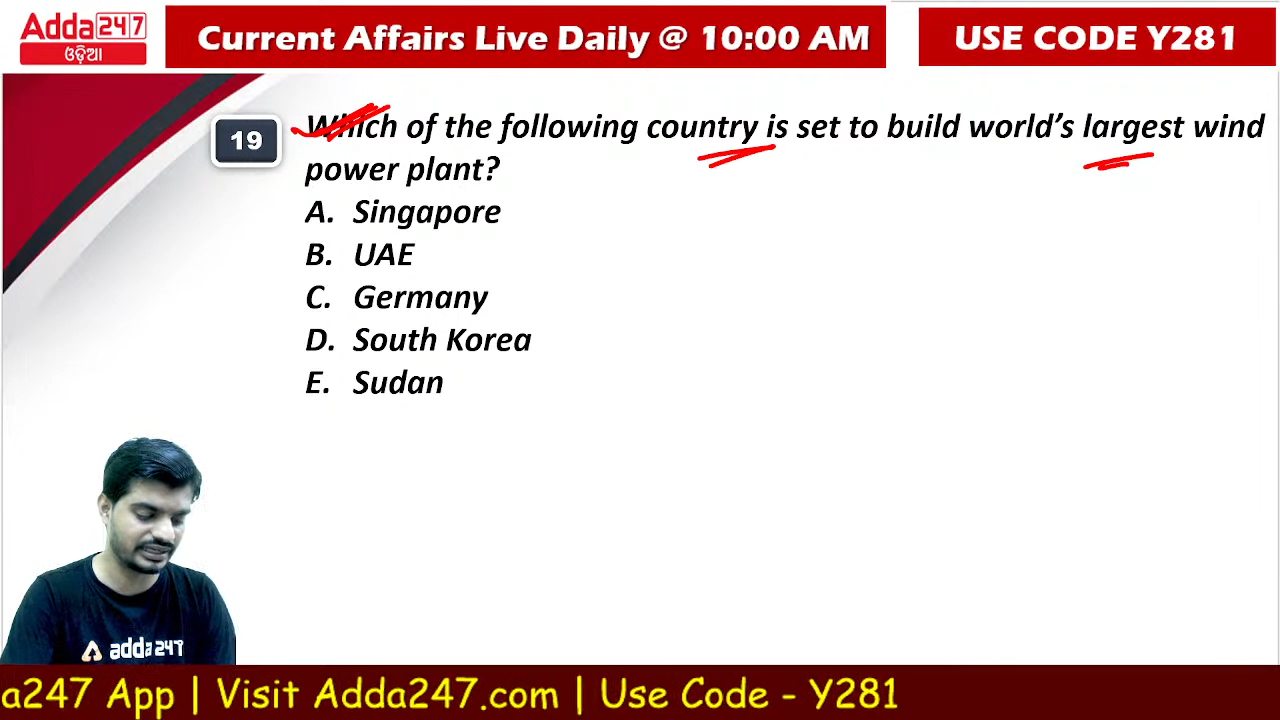 Adda247
ଓଡ଼ିଆ
Current Affairs Live Daily @ 10:00 AM
USE CODE Y281
19
Which of the following country is set to build world's largest wind
power plant?
A. Singapore
B. UAE
C. Germany
D. South Korea
E. Sudan
adda247
a247 App | Visit Adda247.com | Use Code - Y281